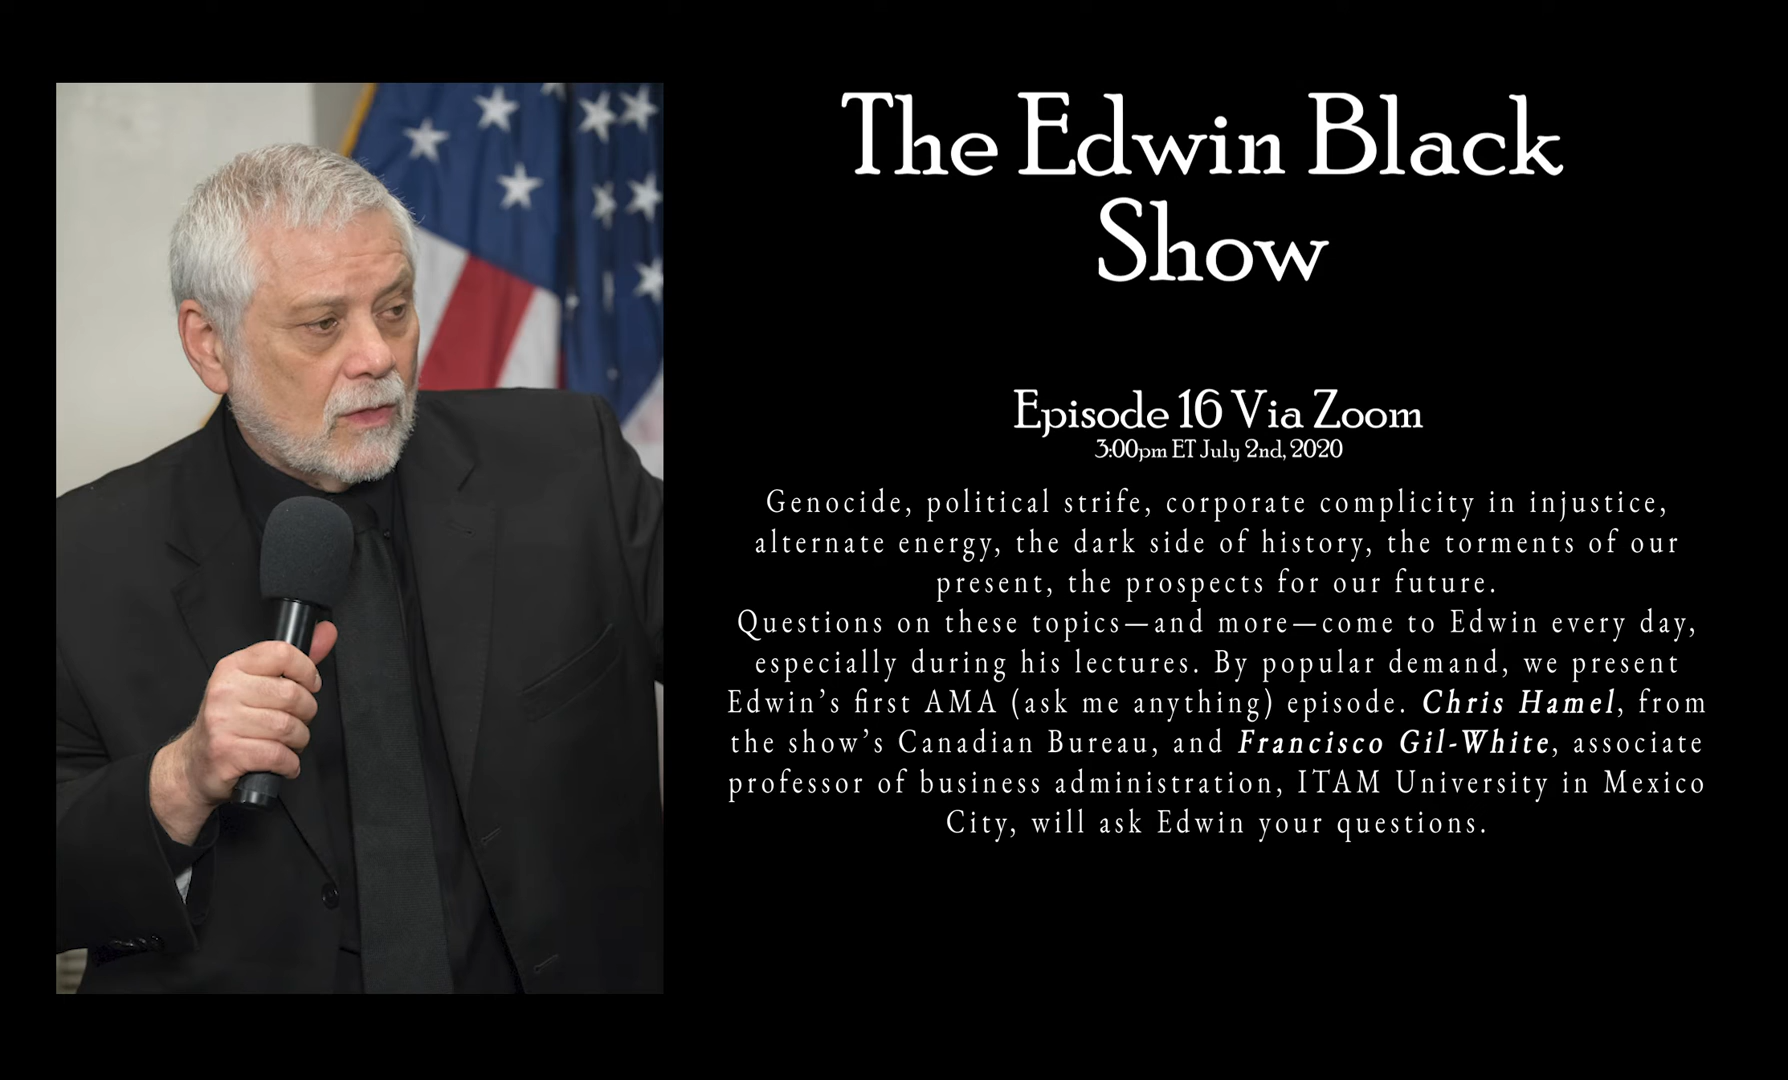 The Edwin Black
Show
Episode 16 Via Zoom
3:00pm ET July 2nd, 2020
Genocide, political strife, corporate complicity in injustice,
alternate energy, the dark side of history, the torments of our
present, the prospects for our future.
Questions on these topics—and more—come to Edwin every day,
especially during his lectures. By popular demand, we present
Edwin’s first AMA (ask me anything) episode. Chris Hamel, from
the show’s Canadian Bureau, and Francisco Gil-White, associate
professor of business administration, ITAM University in Mexico
City, will ask Edwin your questions.